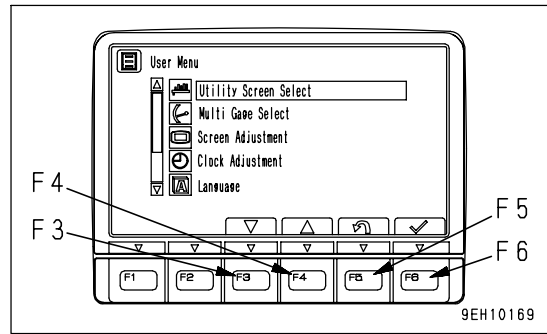 User Menu
Utility Screen Select
Multi Gage Select
Screen Adjustment
Clock Adjustment
A Language
F4
F3
F5
F6
F1 F2 F3 F4 F5 F6
9EH10169